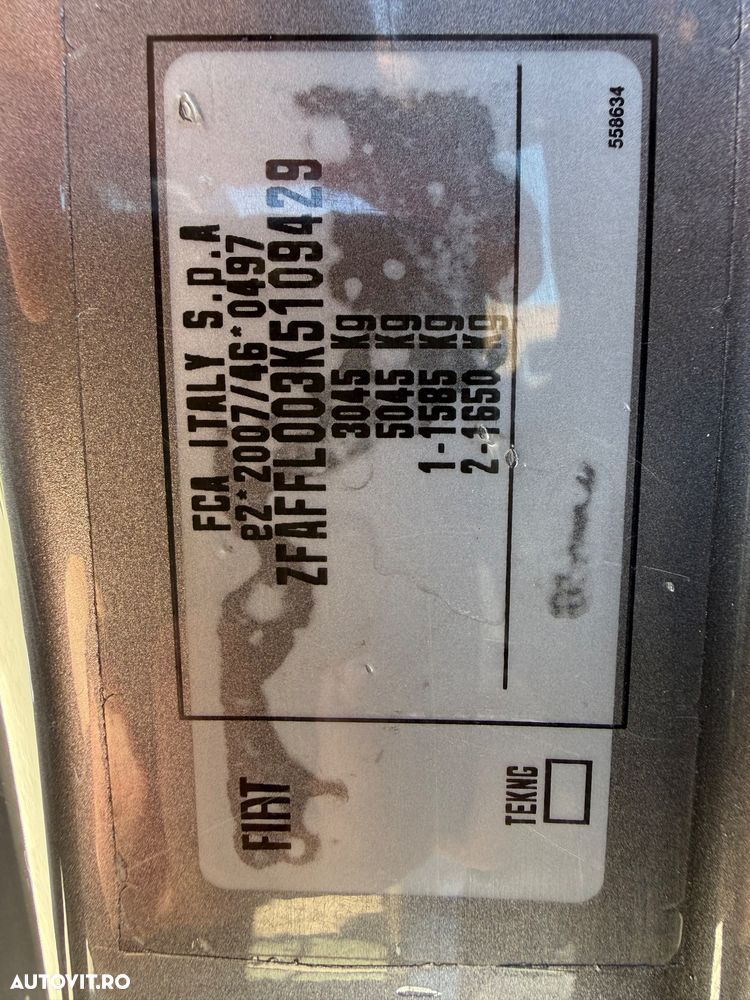 FCA ITALY S.p.A
e2*2007/46*0497
ZFAFFL003K5109429
3045 Kg
5045 Kg
1-1585 Kg
2-1650 Kg
558634
FIAT
TEKNC
AUTOVIT.RO